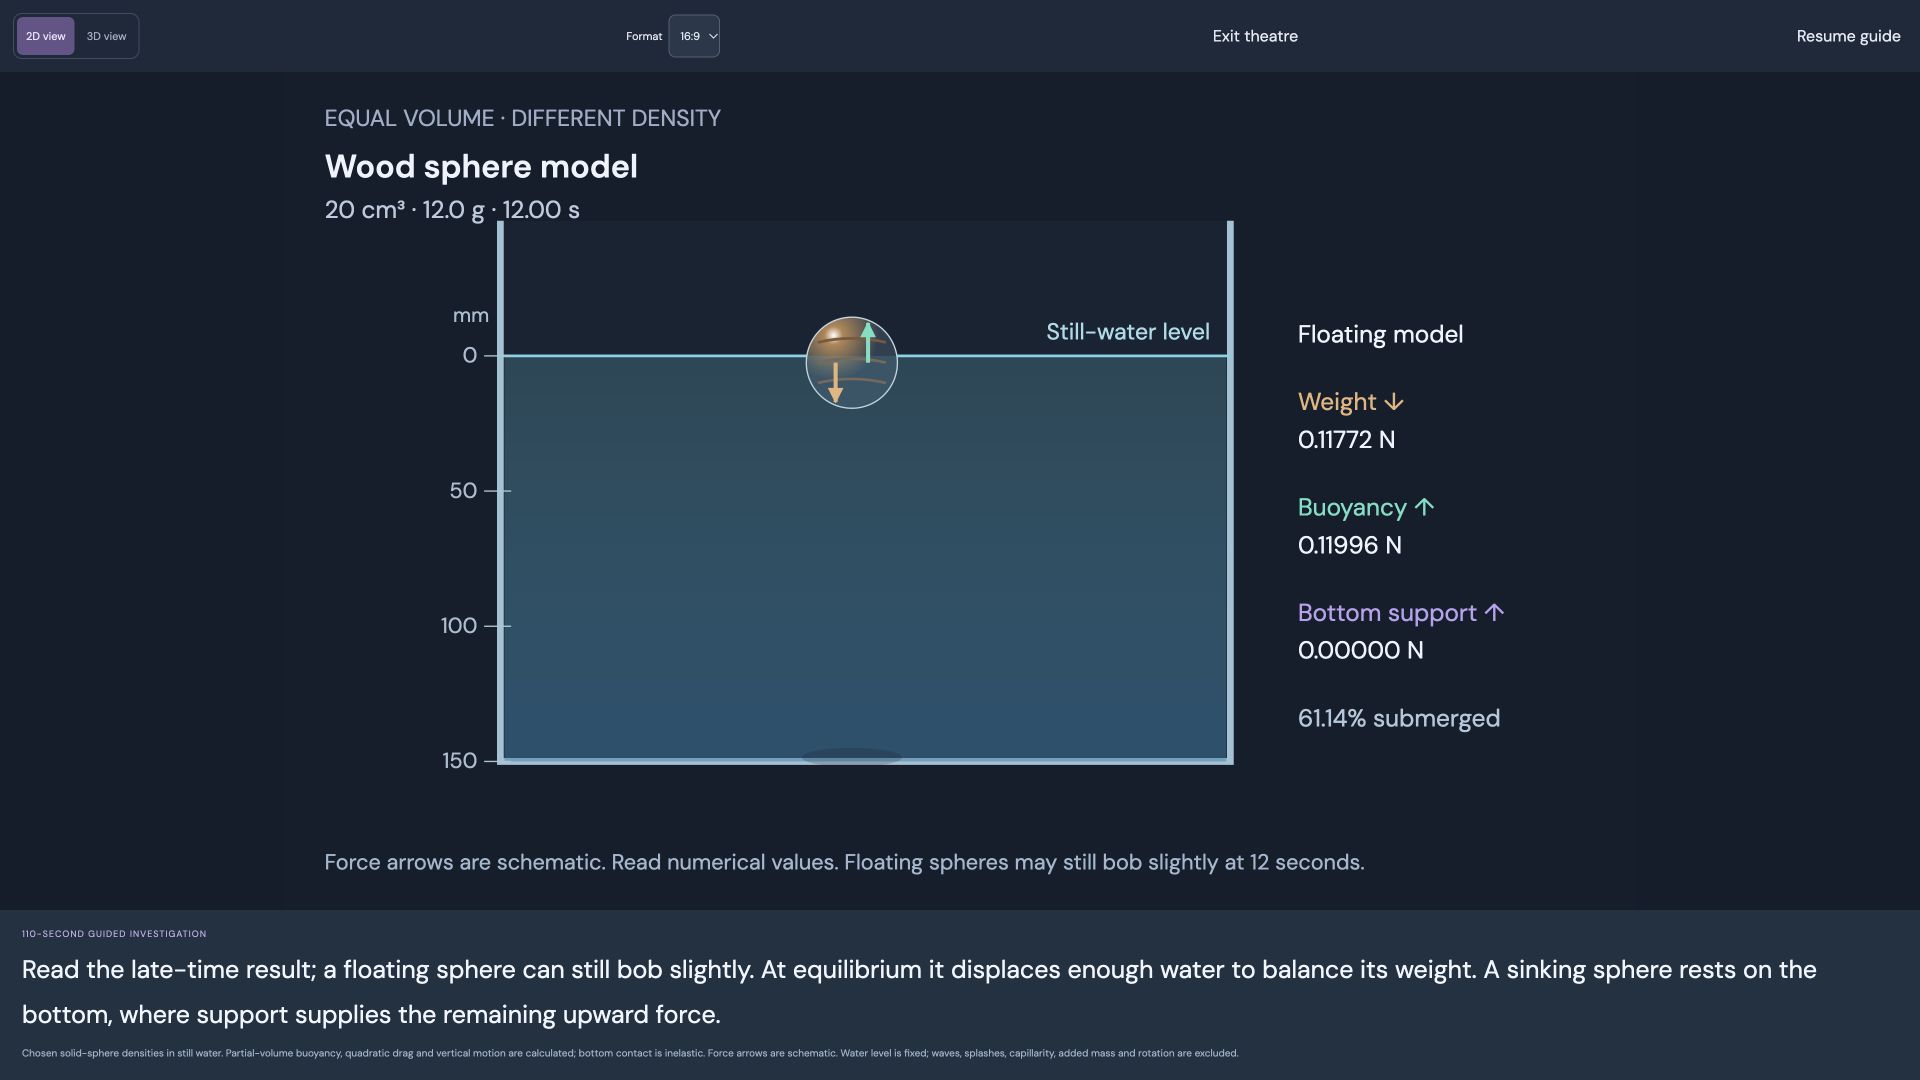 2D view
3D view
Format
16:9
Exit theatre
Resume guide
EQUAL VOLUME · DIFFERENT DENSITY
Wood sphere model
20 cm³ · 12.0 g · 12.00 s
mm
0
50
100
150
Still-water level
Floating model
Weight ↓
0.11772 N
Buoyancy ↑
0.11996 N
Bottom support ↑
0.00000 N
61.14% submerged
Force arrows are schematic. Read numerical values. Floating spheres may still bob slightly at 12 seconds.
110-SECOND GUIDED INVESTIGATION
Read the late-time result; a floating sphere can still bob slightly. At equilibrium it displaces enough water to balance its weight. A sinking sphere rests on the
bottom, where support supplies the remaining upward force.
Chosen solid-sphere densities in still water. Partial-volume buoyancy, quadratic drag and vertical motion are calculated; bottom contact is inelastic. Force arrows are schematic. Water level is fixed; waves, splashes, capillarity, added mass and rotation are excluded.